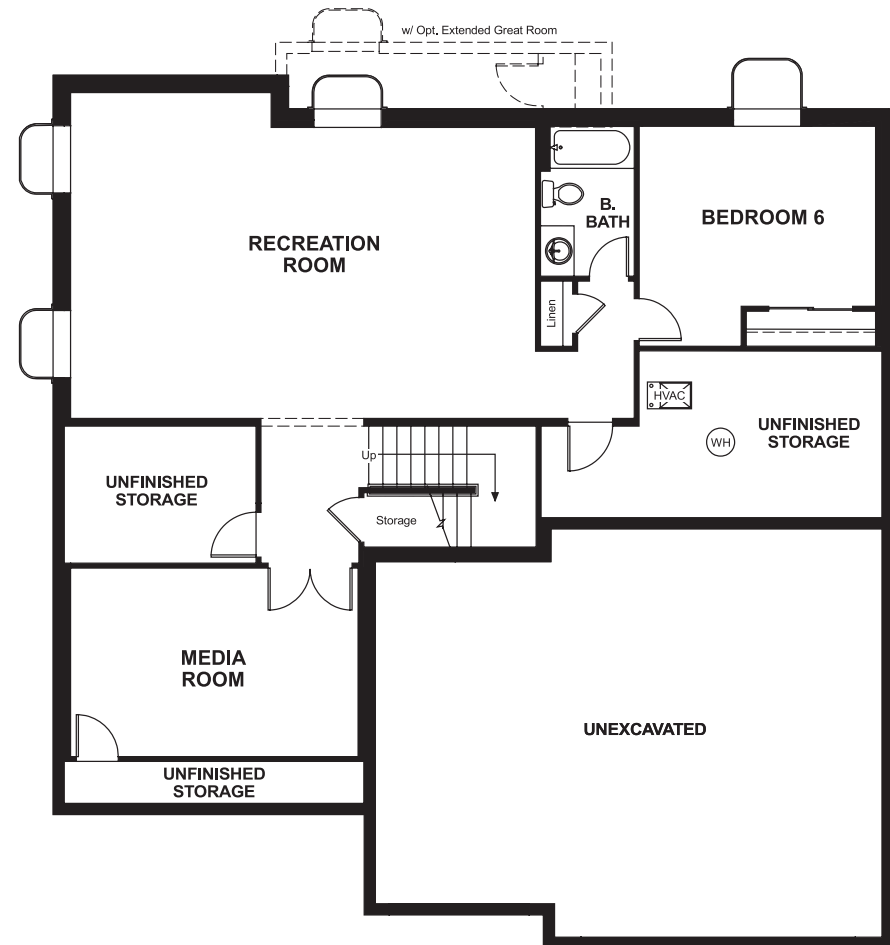 w/ Opt. Extended Great Room
B.
BATH
BEDROOM 6
RECREATION
ROOM
Linen
HVAC
WH
UNFINISHED
STORAGE
Up
UNFINISHED
STORAGE
Storage
MEDIA
ROOM
UNEXCAVATED
UNFINISHED
STORAGE